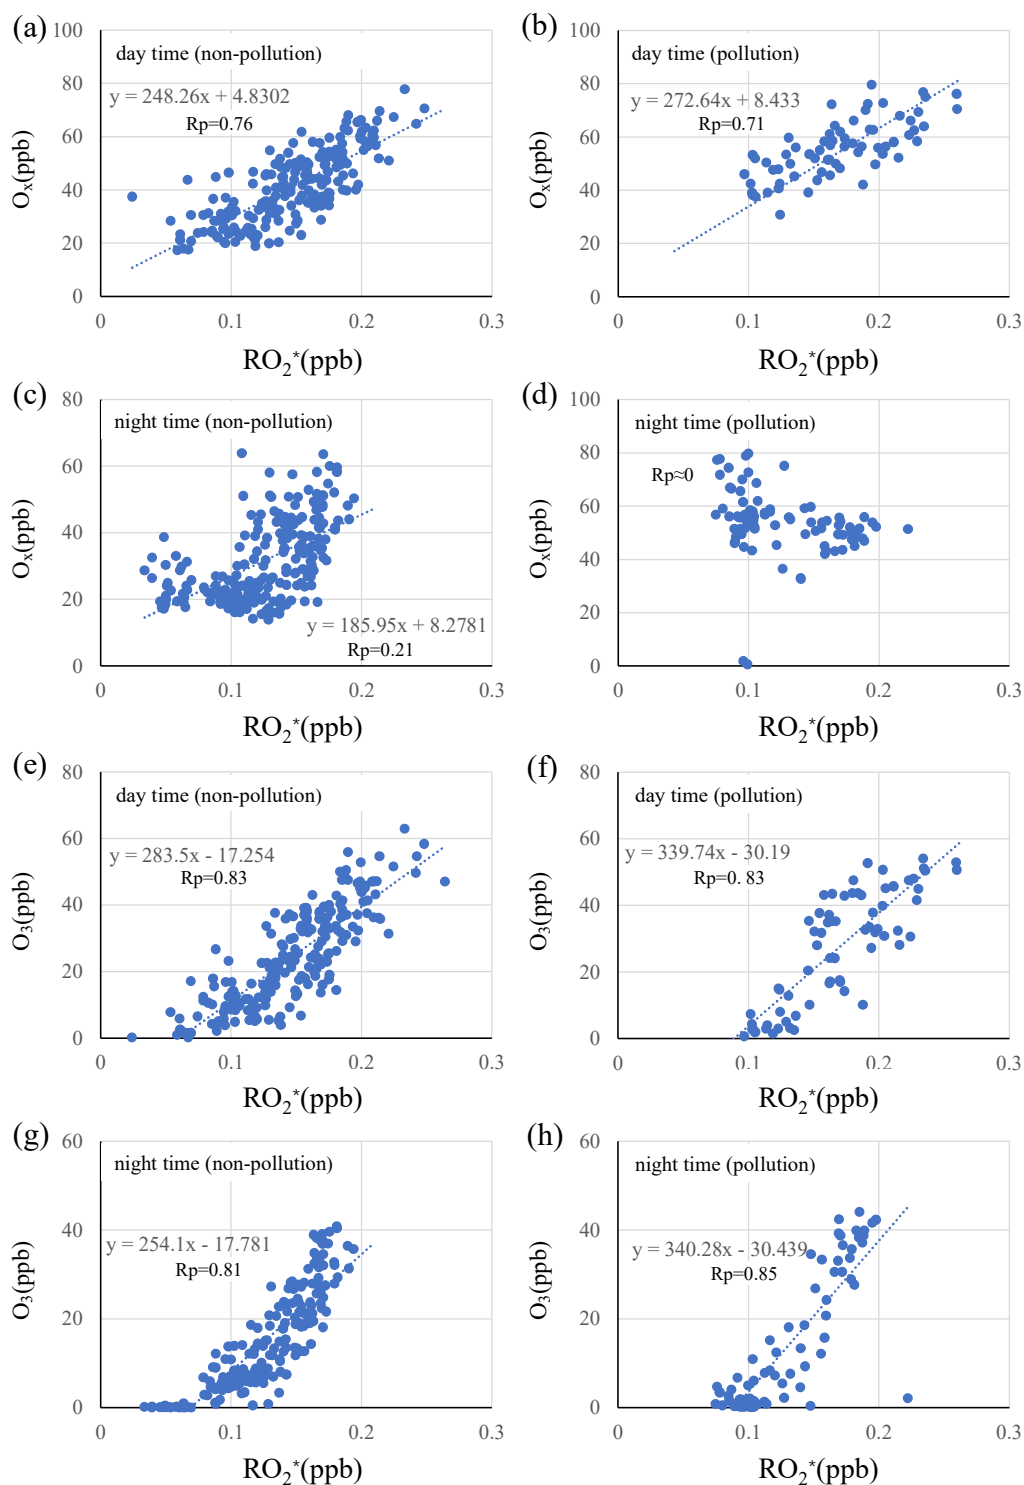 (a)
100
80
60
40
20
0
day time (non-pollution)
y = 248.26x + 4.8302
Rp=0.76
Oₓ(ppb)
0 0.1 0.2 0.3
RO₂*(ppb)
(b)
100
80
60
40
20
0
day time (pollution)
y = 272.64x + 8.433
Rp=0.71
Oₓ(ppb)
0 0.1 0.2 0.3
RO₂*(ppb)
(c)
80
60
40
20
0
night time (non-pollution)
y = 185.95x + 8.2781
Rp=0.21
Oₓ(ppb)
0 0.1 0.2 0.3
RO₂*(ppb)
(d)
100
80
60
40
20
0
night time (pollution)
Rp≈0
Oₓ(ppb)
0 0.1 0.2 0.3
RO₂*(ppb)
(e)
80
60
40
20
0
day time (non-pollution)
y = 283.5x - 17.254
Rp=0.83
O₃(ppb)
0 0.1 0.2 0.3
RO₂*(ppb)
(f)
80
60
40
20
0
day time (pollution)
y = 339.74x - 30.19
Rp=0. 83
O₃(ppb)
0 0.1 0.2 0.3
RO₂*(ppb)
(g)
60
40
20
0
night time (non-pollution)
y = 254.1x - 17.781
Rp=0.81
O₃(ppb)
0 0.1 0.2 0.3
RO₂*(ppb)
(h)
60
40
20
0
night time (pollution)
y = 340.28x - 30.439
Rp=0.85
O₃(ppb)
0 0.1 0.2 0.3
RO₂*(ppb)